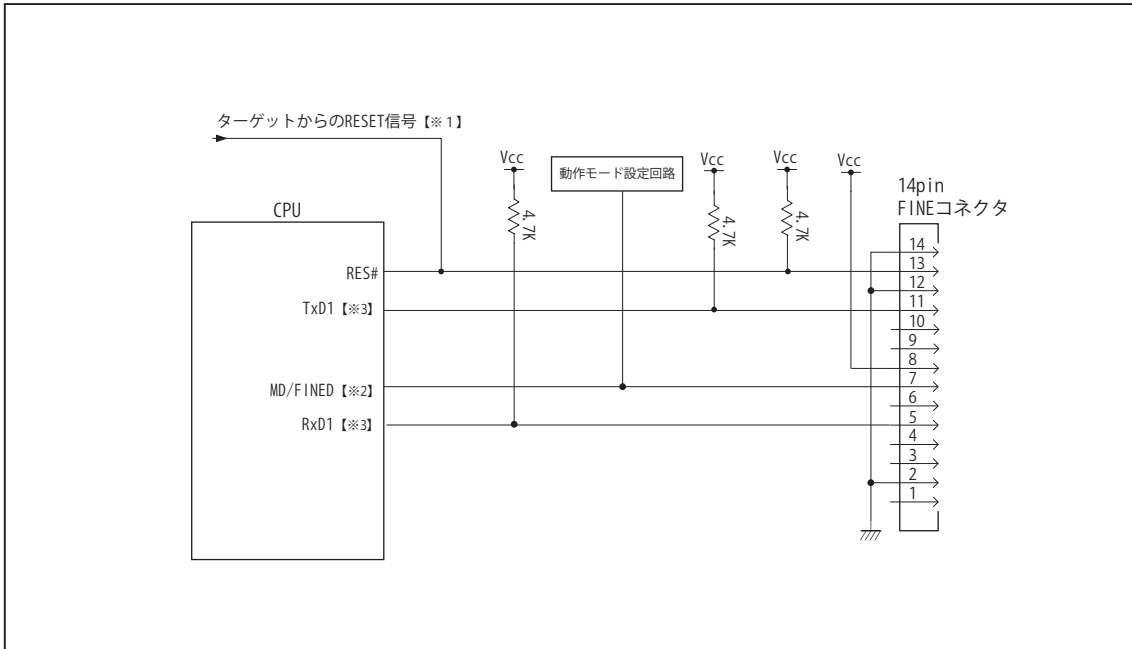 ターゲットからのRESET信号【※1】
Vcc
動作モード設定回路
Vcc
Vcc
Vcc
14pin
FINEコネクタ
CPU
4.7K
4.7K
4.7K
RES#
TxD1【※3】
MD/FINED【※2】
RxD1【※3】
14
13
12
11
10
9
8
7
6
5
4
3
2
1